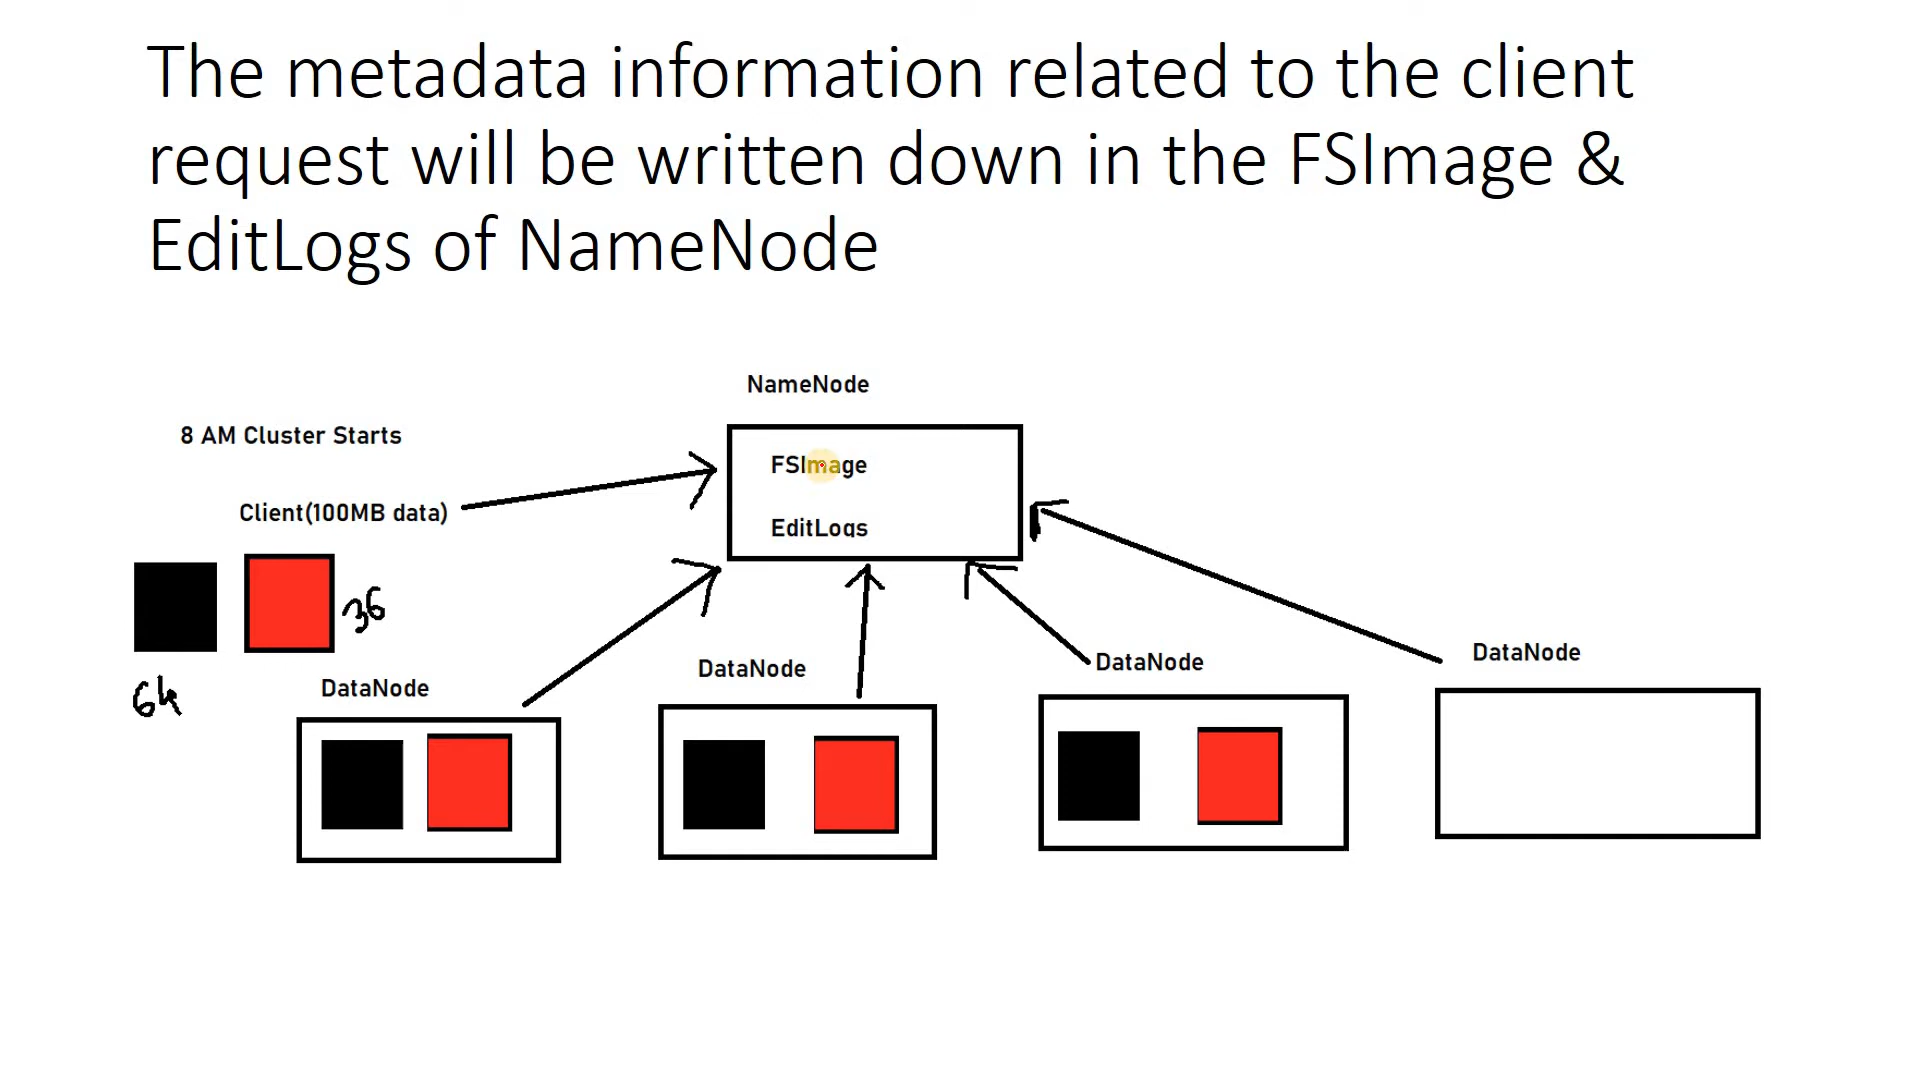 The metadata information related to the client
request will be written down in the FSImage &
EditLogs of NameNode
NameNode
8 AM Cluster Starts
FSImage
Client(100MB data)
EditLogs
36
64
DataNode
DataNode
DataNode
DataNode